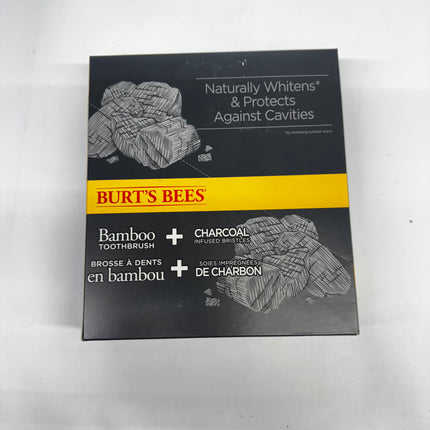 Naturally Whitens*
& Protects
Against Cavities
*by removing surface stains
BURT'S BEES
Bamboo
TOOTHBRUSH
+
CHARCOAL
INFUSED BRISTLES
BROSSE À DENTS
en bambou
+
SOIES IMPRÉGNÉES
DE CHARBON